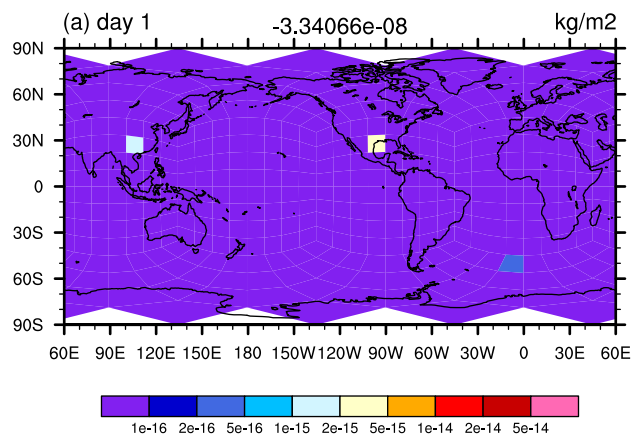 (a) day 1 -3.34066e-08 kg/m2
90N
60N
30N
0
30S
60S
90S
60E 90E 120E 150E 180 150W 120W 90W 60W 30W 0 30E 60E
1e-16 2e-16 5e-16 1e-15 2e-15 5e-15 1e-14 2e-14 5e-14